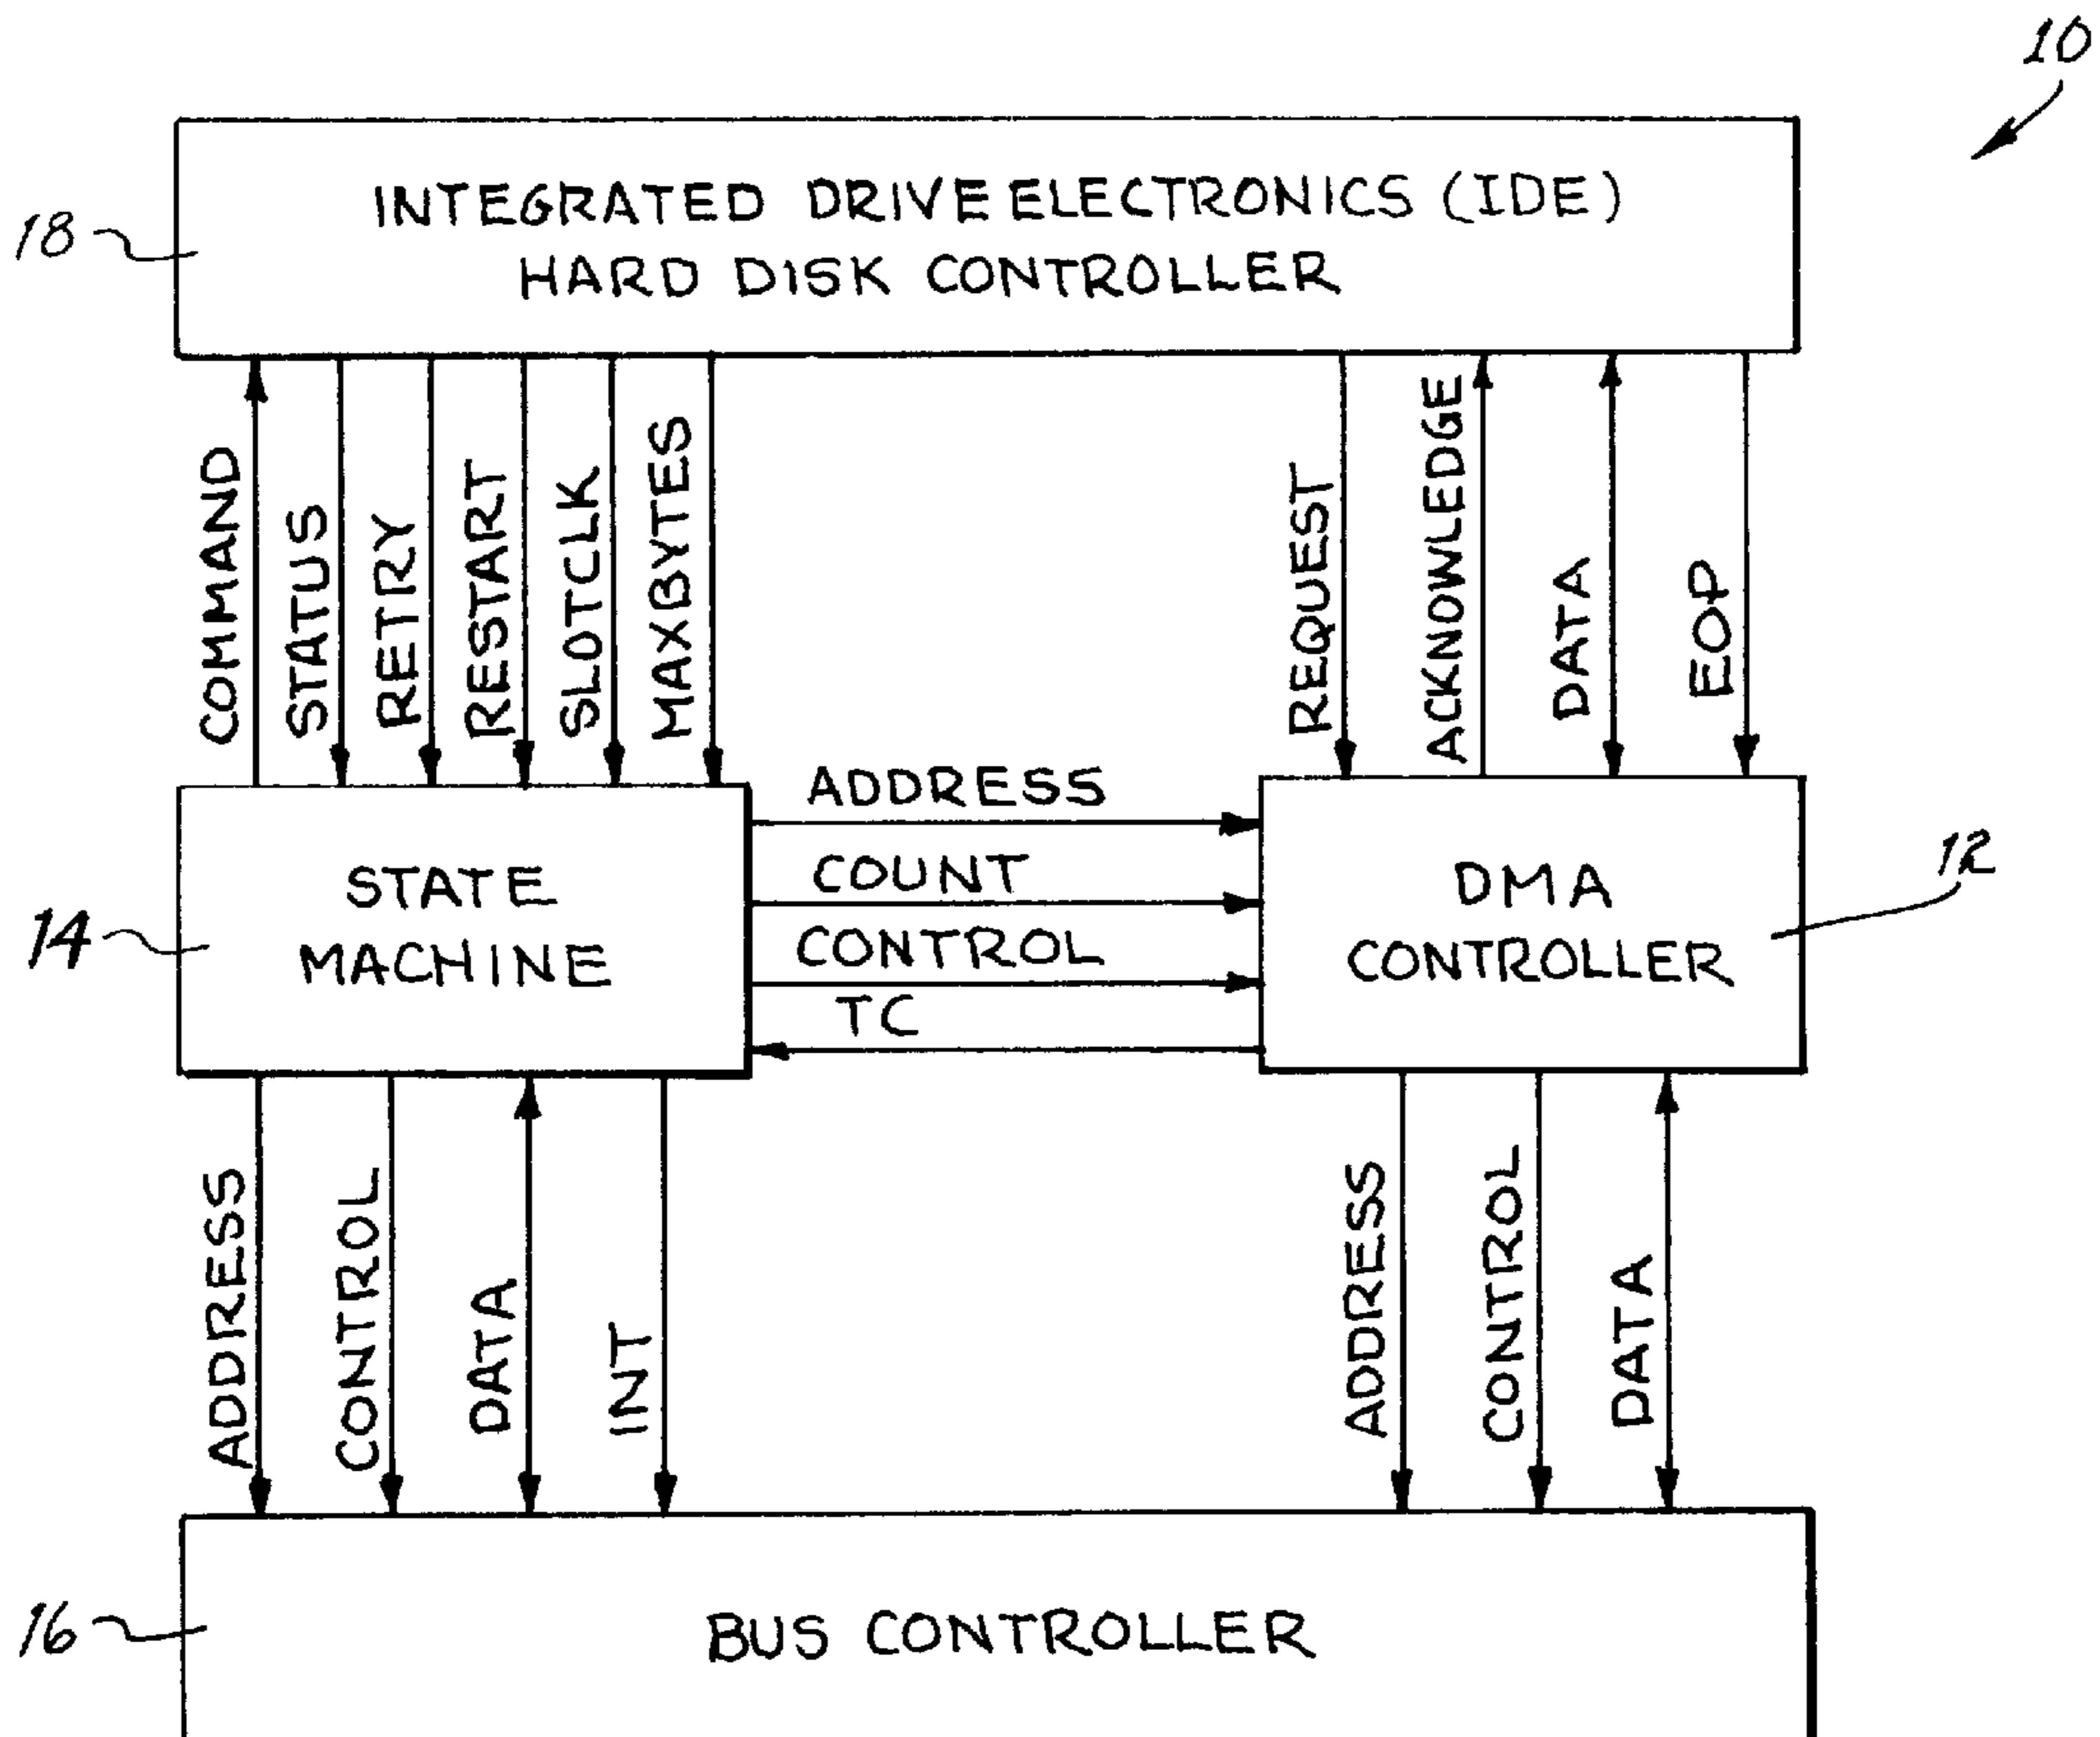 10
INTEGRATED DRIVE ELECTRONICS (IDE)
HARD DISK CONTROLLER
18
COMMAND
STATUS
RETRY
RESTART
SLOTCLK
MAXBYTES
REQUEST
ACKNOWLEDGE
DATA
EOP
ADDRESS
COUNT
CONTROL
TC
STATE
MACHINE
14
DMA
CONTROLLER
12
ADDRESS
CONTROL
DATA
INT
ADDRESS
CONTROL
DATA
16
BUS CONTROLLER